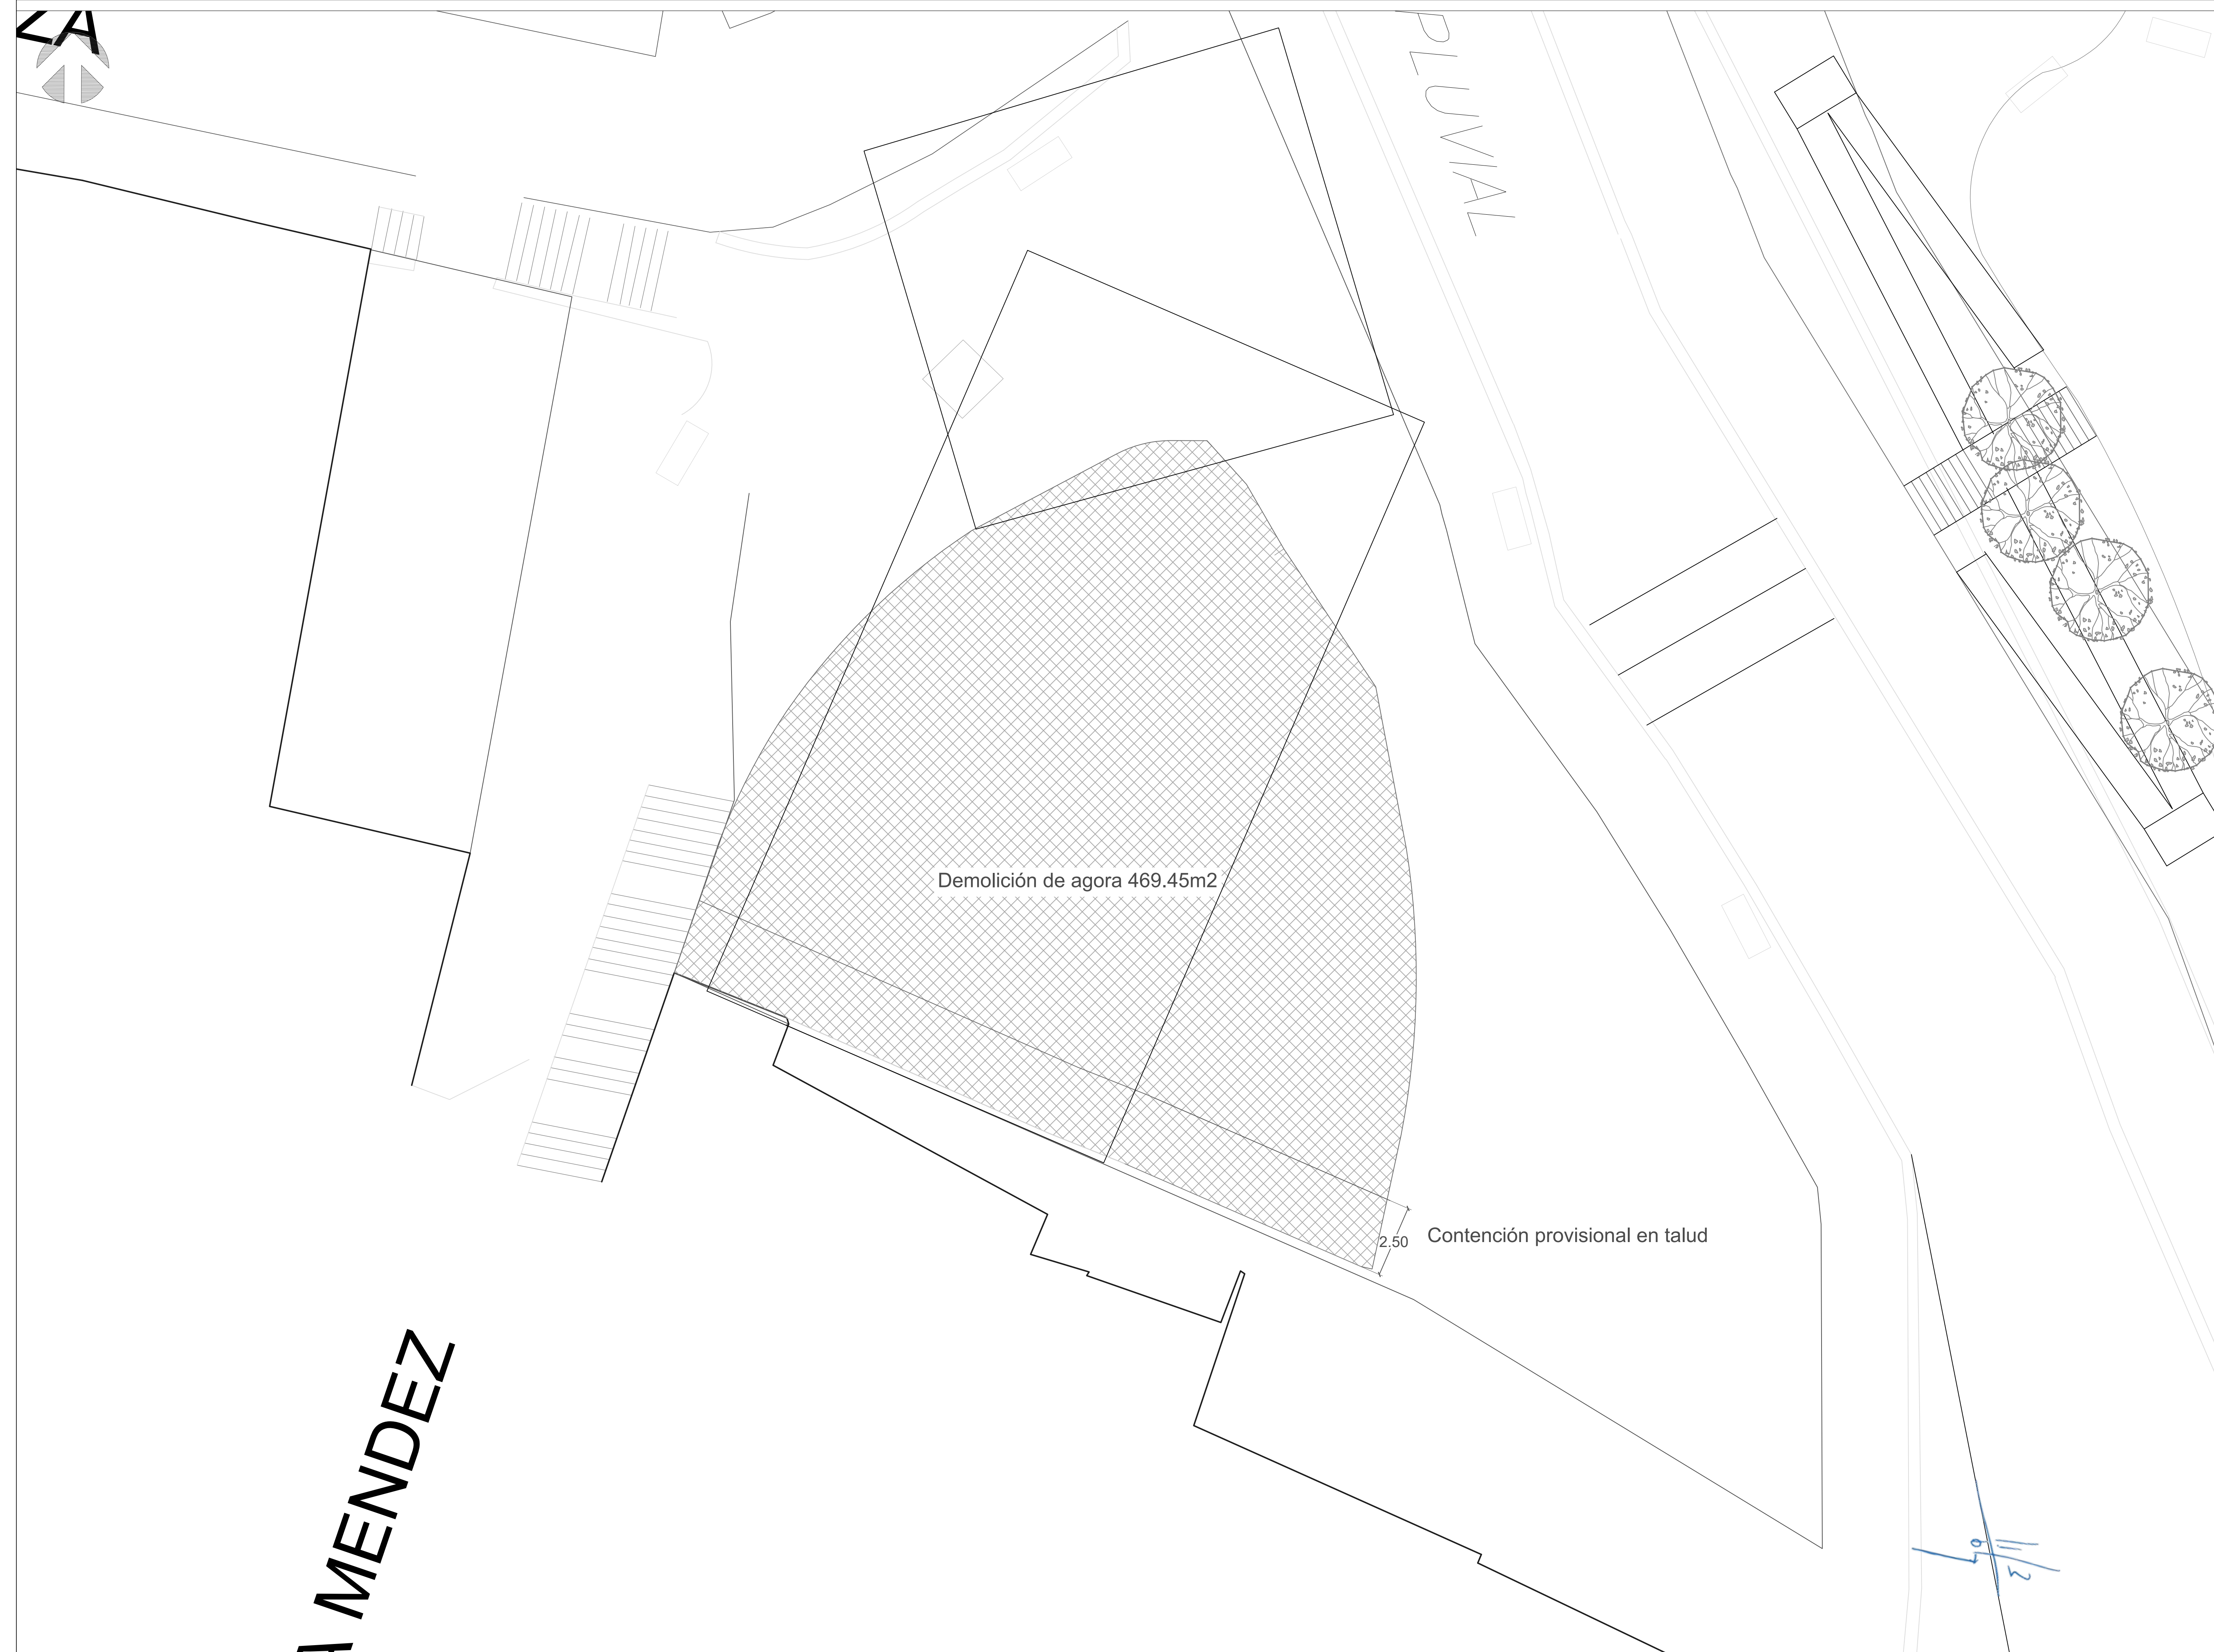 ZA
PLUVIAL
Demolición de agora 469.45m2
2.50
Contención provisional en talud
A MENDEZ